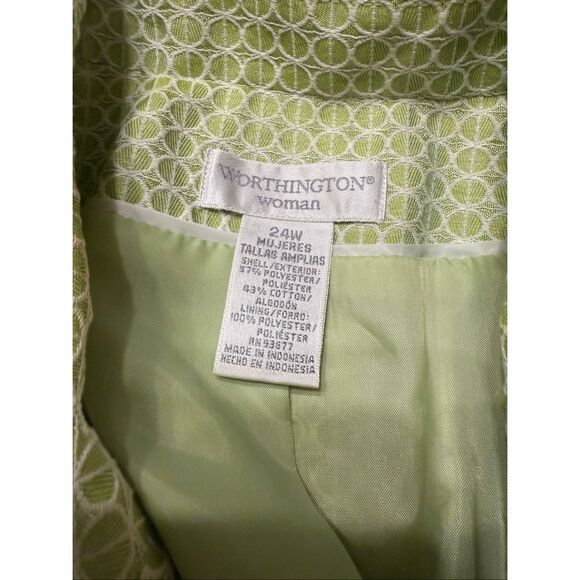 WORTHINGTON®
woman
24W
MUJERES
TALLAS AMPLIAS
SHELL/EXTERIOR:
57% POLYESTER/
POLIÉSTER
43% COTTON/
ALGODÓN
LINING/FORRO:
100% POLYESTER/
POLIÉSTER
RN 93677
MADE IN INDONESIA
HECHO EN INDONESIA